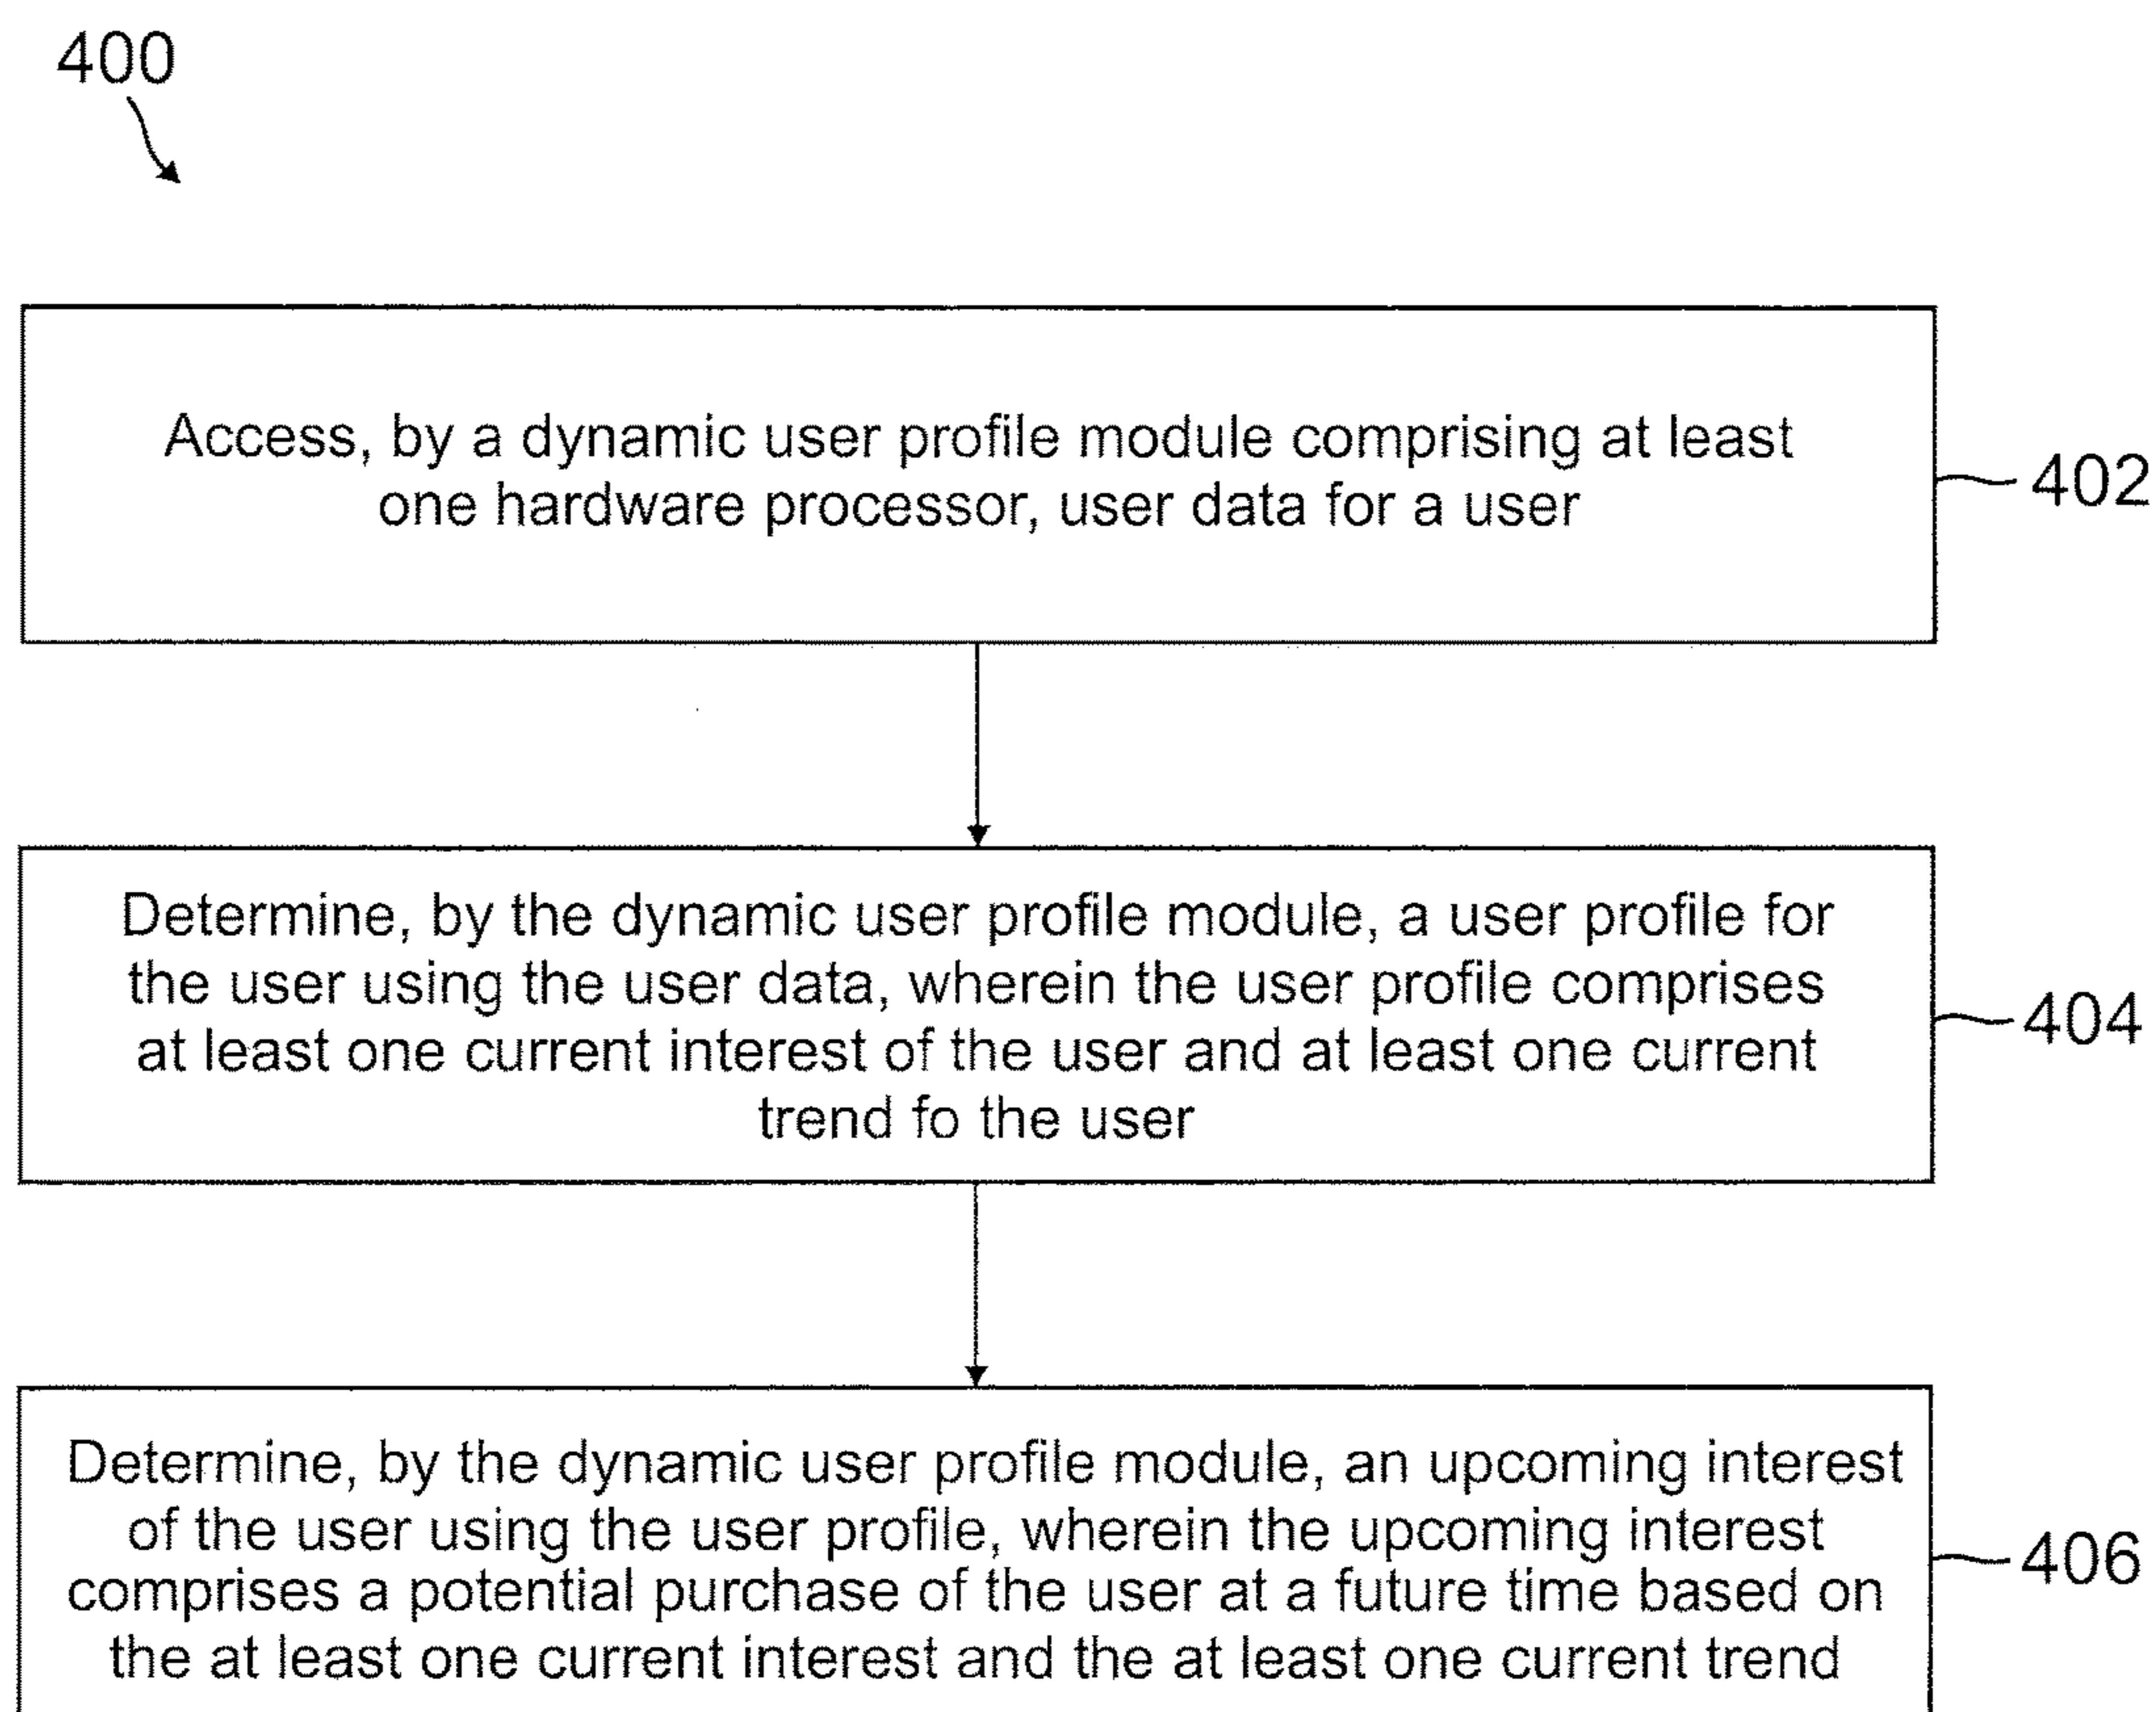 400
Access, by a dynamic user profile module comprising at least
one hardware processor, user data for a user
402
Determine, by the dynamic user profile module, a user profile for
the user using the user data, wherein the user profile comprises
at least one current interest of the user and at least one current
trend fo the user
404
Determine, by the dynamic user profile module, an upcoming interest
of the user using the user profile, wherein the upcoming interest
comprises a potential purchase of the user at a future time based on
the at least one current interest and the at least one current trend
406